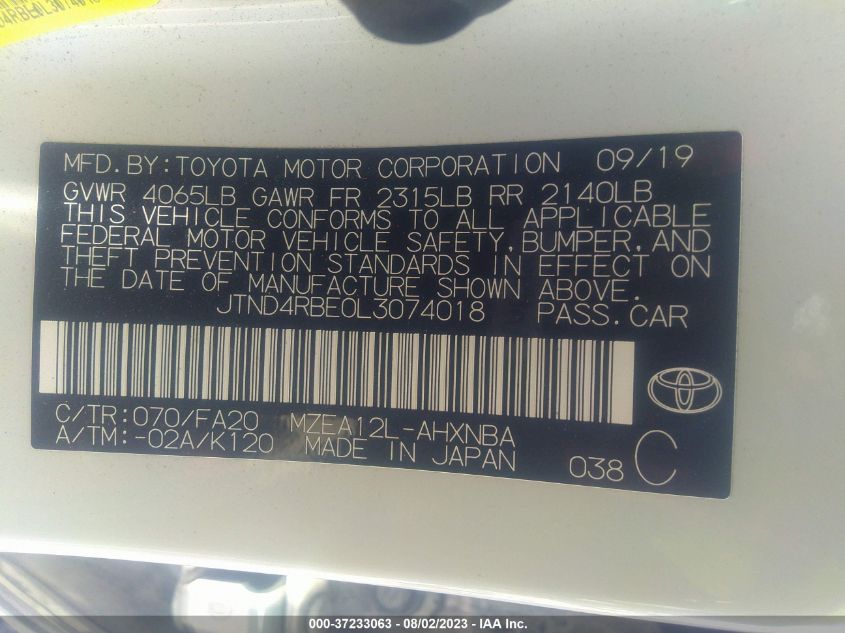 MFD.BY:TOYOTA MOTOR CORPORATION 09/19
GVWR 4065LB GAWR FR 2315LB RR 2140LB
THIS VEHICLE CONFORMS TO ALL APPLICABLE
FEDERAL MOTOR VEHICLE SAFETY, BUMPER, AND
THEFT PREVENTION STANDARDS IN EFFECT ON
THE DATE OF MANUFACTURE SHOWN ABOVE.
JTND4RBE0L3074018 PASS.CAR
C/TR:070/FA20 MZEA12L-AHXNBA
A/TM:-02A/K120 MADE IN JAPAN 038 C
000-37233063 - 08/02/2023 - IAA Inc.